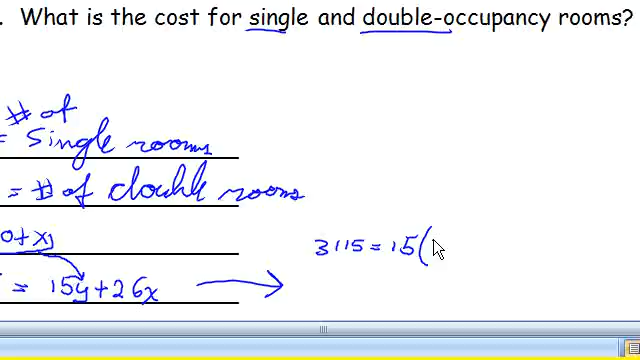 . What is the cost for single and double-occupancy rooms?
# of
= Single rooms
= # of double rooms
0+x)
= 15y+26x
3115 = 15(